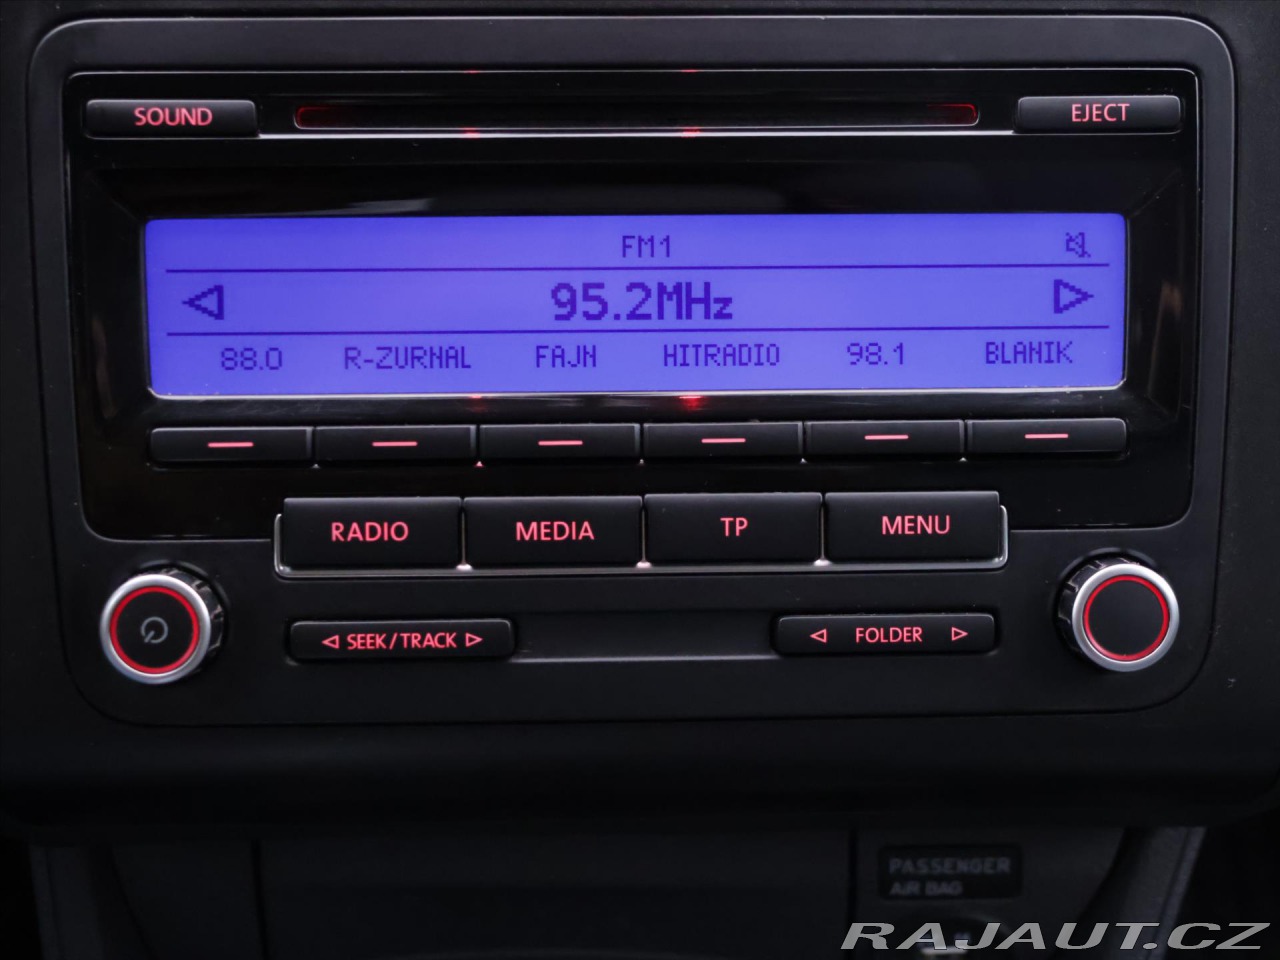 SOUND
EJECT
FM1
95.2MHz
88.0 R-ZURNAL FAJN HITRADIO 98.1 BLANIK
RADIO MEDIA TP MENU
SEEK/TRACK FOLDER
PASSENGER
AIR BAG
RAJAUT.CZ